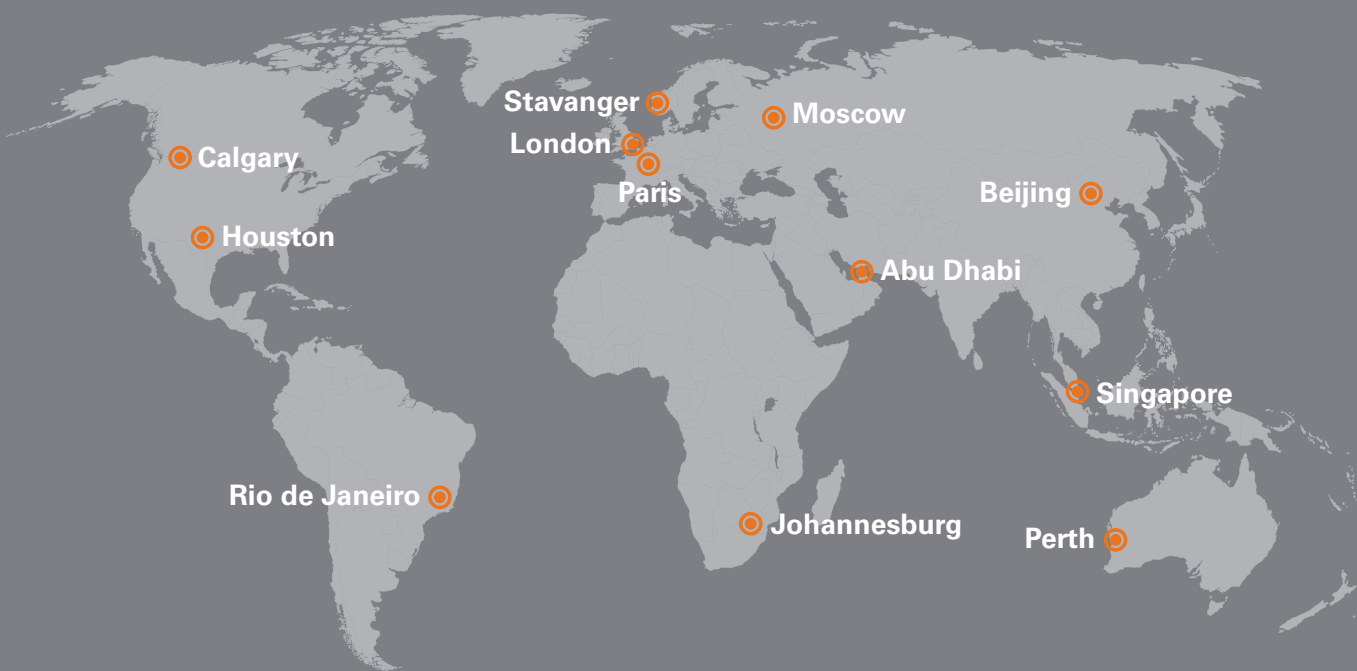 Stavanger
Moscow
London
Calgary
Paris
Beijing
Houston
Abu Dhabi
Singapore
Rio de Janeiro
Johannesburg
Perth